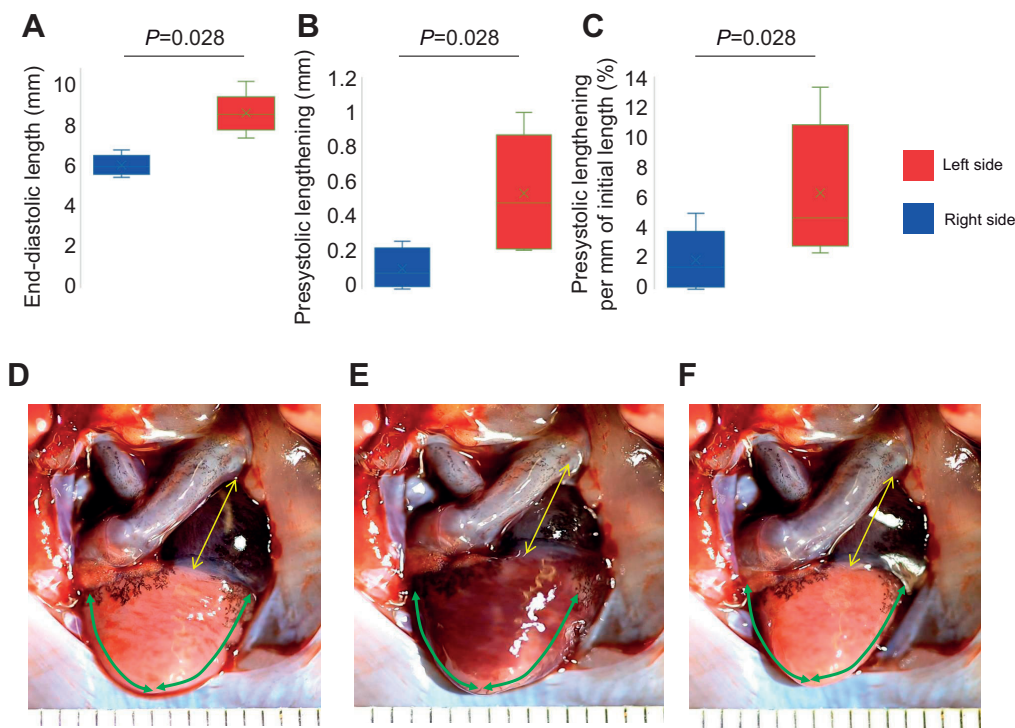 A
B
C
P=0.028
P=0.028
P=0.028
End-diastolic length (mm)
10
8
6
4
2
0
Presystolic lengthening (mm)
1.2
1
0.8
0.6
0.4
0.2
0
Presystolic lengthening
per mm of initial length (%)
14
12
10
8
6
4
2
0
Left side
Right side
D
E
F